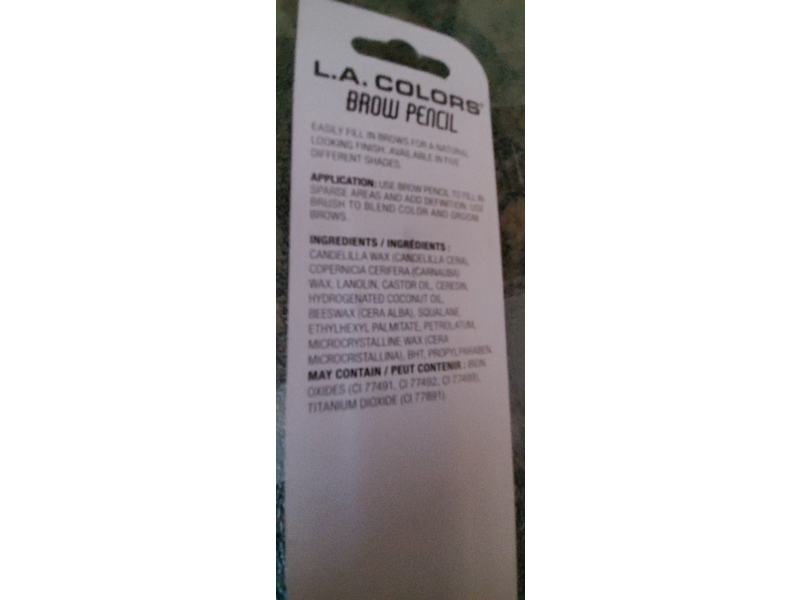 L.A. COLORS®
BROW PENCIL
EASILY FILL IN BROWS FOR A NATURAL
LOOKING FINISH. AVAILABLE IN FIVE
DIFFERENT SHADES.
APPLICATION: USE BROW PENCIL TO FILL IN
SPARSE AREAS AND ADD DEFINITION. USE
BRUSH TO BLEND COLOR AND GROOM
BROWS.
INGREDIENTS / INGRÉDIENTS :
CANDELILLA WAX (CANDELILLA CERA),
COPERNICIA CERIFERA (CARNAUBA)
WAX, LANOLIN, CASTOR OIL, CERESIN,
HYDROGENATED COCONUT OIL,
BEESWAX (CERA ALBA), SQUALANE,
ETHYLHEXYL PALMITATE, PETROLATUM,
MICROCRYSTALLINE WAX (CERA
MICROCRISTALLINA), BHT, PROPYLPARABEN.
MAY CONTAIN / PEUT CONTENIR : IRON
OXIDES (CI 77491, CI 77492, CI 77499),
TITANIUM DIOXIDE (CI 77891).